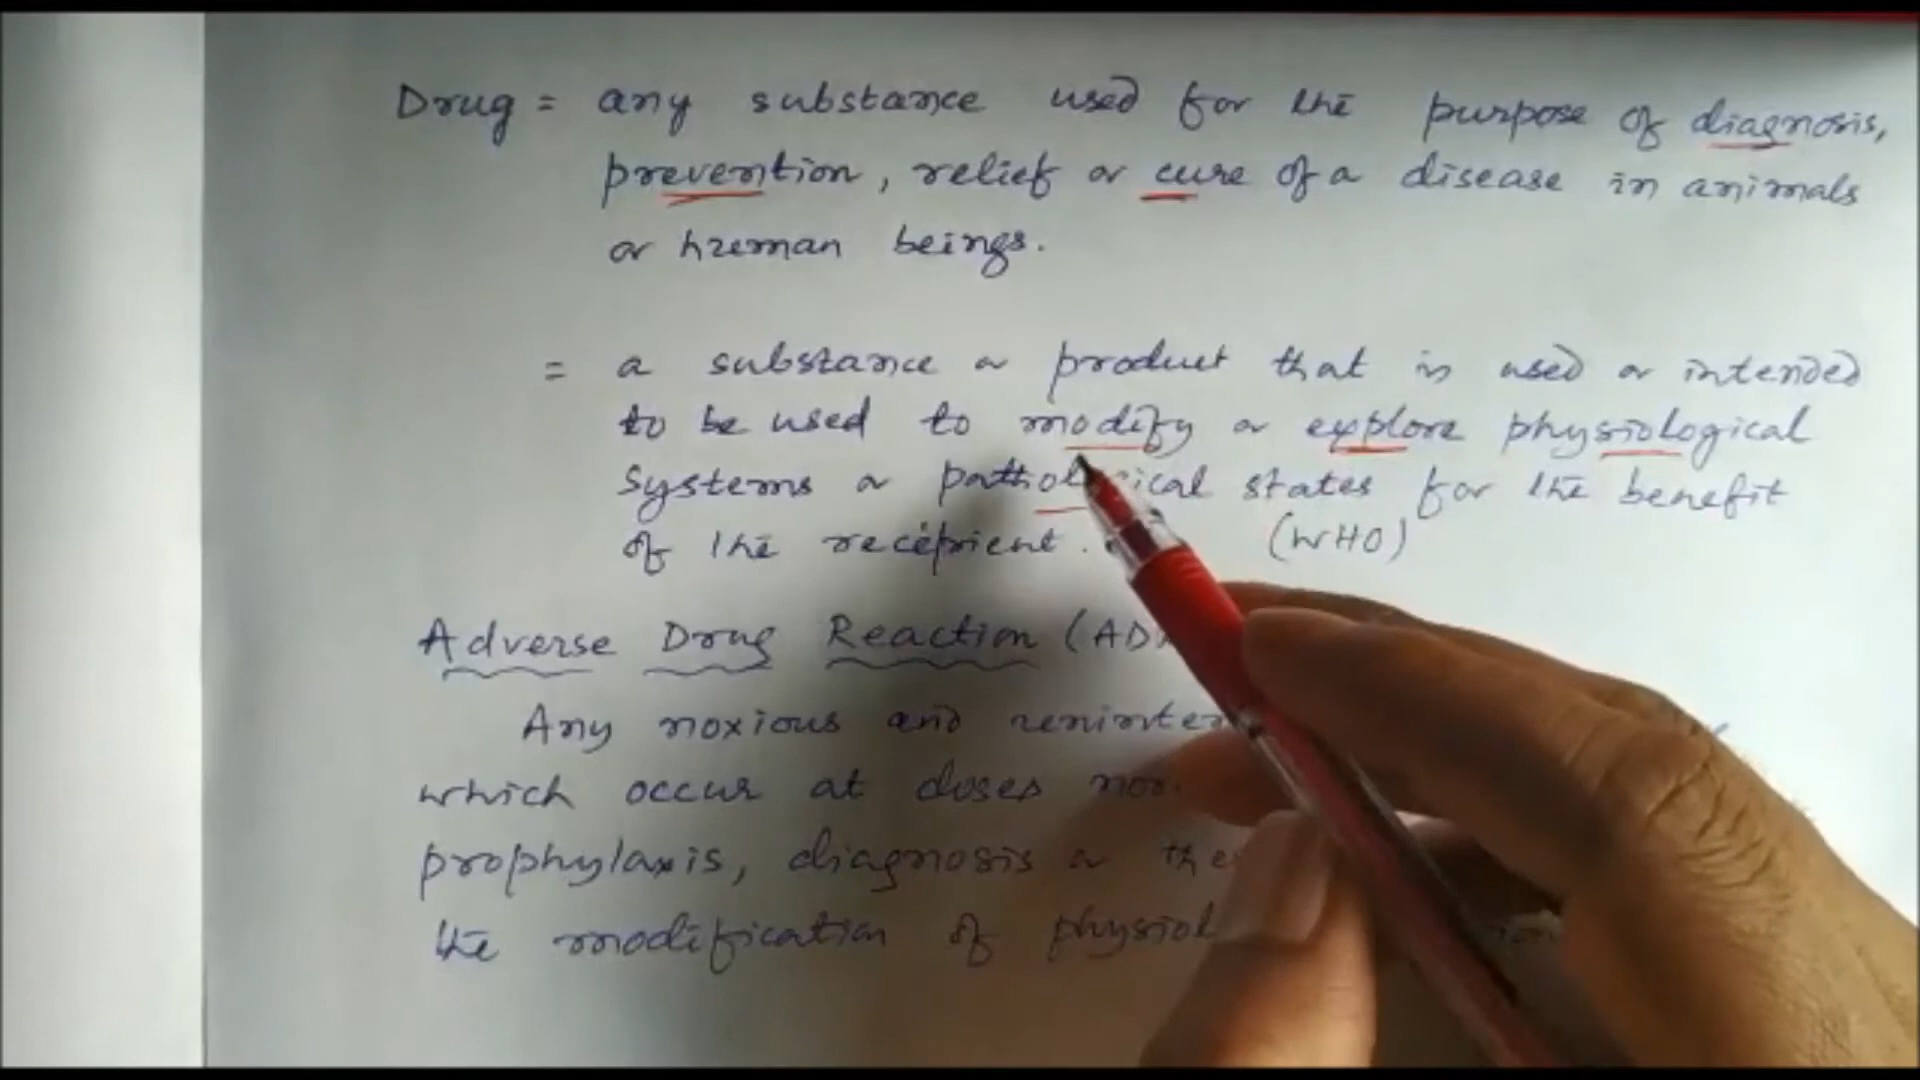 Drug = any substance used for the purpose of diagnosis,
prevention, relief or cure of a disease in animals
or human beings.
= a substance or product that is used or intended
to be used to modify or explore physiological
systems or states for the benefit
of the recipient. (WHO)
Adverse Drug Reaction
Any noxious and
which occur at doses
prophylaxis, diagnosis or
the modification of